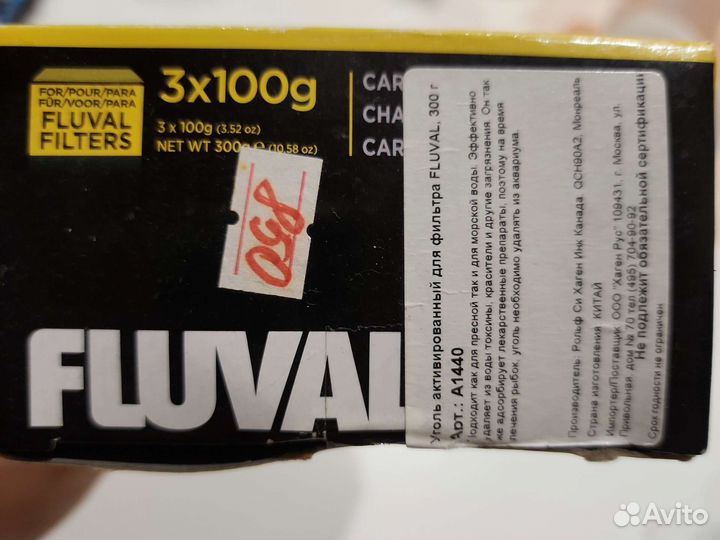 FOR/POUR/PARA
FÜR/VOOR/PARA
FLUVAL
FILTERS
3x100g
3 x 100g (3.52 oz)
NET WT 300g (10.58 oz)
CAR
CHA
CAR
850
FLUVAL
Уголь активированный для фильтра FLUVAL, 300 г
Арт.: A1440
Подходит как для пресной так и для морской воды. Эффективно
удаляет из воды токсины, красители и другие загрязнения. Он так
же адсорбирует лекарственные препараты, поэтому на время
лечения рыбок, уголь необходимо удалять из аквариума.
Производитель: Рольф Си Хаген Инк Канада, QCH90A2, Монреаль
Страна изготовления: КИТАЙ
Импортер/Поставщик ООО "Хаген Рус" 109431, г. Москва, ул.
Привольная, дом № 70 тел.(495) 704-90-92
Не подлежит обязательной сертификации
Срок годности не ограничен
Avito